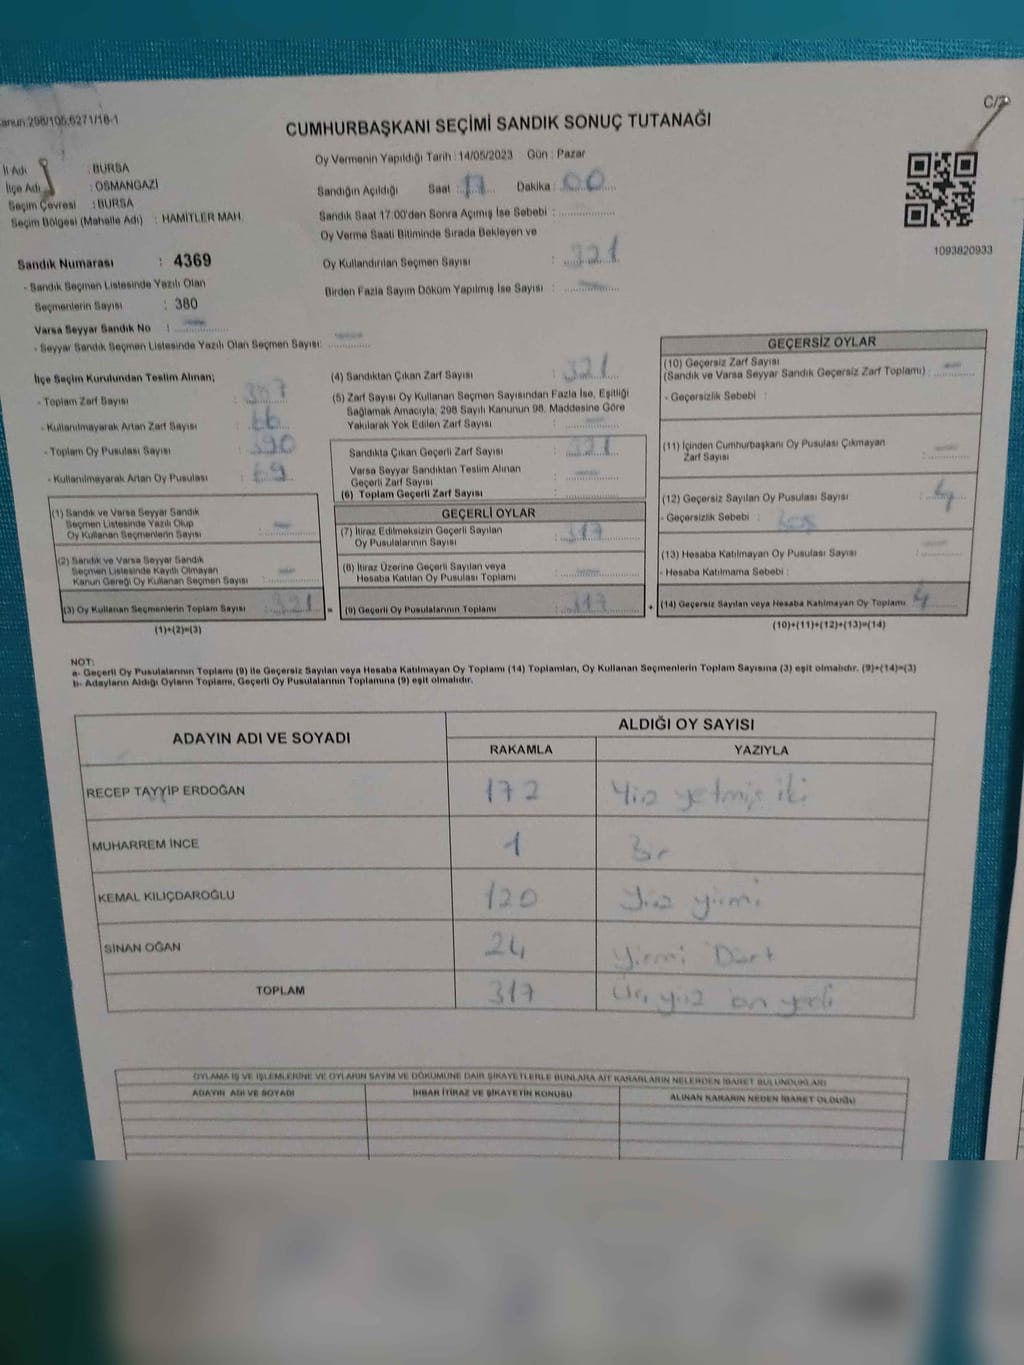 C/2
anun:298/105;6271/18-1
CUMHURBAŞKANI SEÇİMİ SANDIK SONUÇ TUTANAĞI
İl Adı : BURSA
İlçe Adı : OSMANGAZİ
Seçim Çevresi : BURSA
Seçim Bölgesi (Mahalle Adı) : HAMİTLER MAH.
Sandık Numarası : 4369
- Sandık Seçmen Listesinde Yazılı Olan
Seçmenlerin Sayısı : 380
Varsa Seyyar Sandık No : —
- Seyyar Sandık Seçmen Listesinde Yazılı Olan Seçmen Sayısı: —
Oy Vermenin Yapıldığı Tarih : 14/05/2023 Gün : Pazar
Sandığın Açıldığı Saat : 17 Dakika : 00
Sandık Saat 17:00'den Sonra Açımış İse Sebebi :
Oy Verme Saati Bitiminde Sırada Bekleyen ve
Oy Kullandırılan Seçmen Sayısı : 321
Birden Fazla Sayım Döküm Yapılmış İse Sayısı : —
1093820933
İlçe Seçim Kurulundan Teslim Alınan;
- Toplam Zarf Sayısı : 387
- Kullanılmayarak Artan Zarf Sayısı : 66
- Toplam Oy Pusulası Sayısı : 390
- Kullanılmayarak Artan Oy Pusulası : 69
(1) Sandık ve Varsa Seyyar Sandık
Seçmen Listesinde Yazılı Olup
Oy Kullanan Seçmenlerin Sayısı : —
(2) Sandık ve Varsa Seyyar Sandık
Seçmen Listesinde Kayıtlı Olmayan
Kanun Gereği Oy Kullanan Seçmen Sayısı : —
(3) Oy Kullanan Seçmenlerin Toplam Sayısı : 321
(1)+(2)=(3)
(4) Sandıktan Çıkan Zarf Sayısı : 321
(5) Zarf Sayısı Oy Kullanan Seçmen Sayısından Fazla İse, Eşitliği
Sağlamak Amacıyla; 298 Sayılı Kanunun 98. Maddesine Göre
Yakılarak Yok Edilen Zarf Sayısı : —
Sandıkta Çıkan Geçerli Zarf Sayısı : 321
Varsa Seyyar Sandıktan Teslim Alınan
Geçerli Zarf Sayısı : —
(6) Toplam Geçerli Zarf Sayısı :
GEÇERLİ OYLAR
(7) İtiraz Edilmeksizin Geçerli Sayılan
Oy Pusulalarının Sayısı : 317
(8) İtiraz Üzerine Geçerli Sayılan veya
Hesaba Katılan Oy Pusulası Toplamı : —
= (9) Geçerli Oy Pusulalarının Toplamı : 317
GEÇERSİZ OYLAR
(10) Geçersiz Zarf Sayısı
(Sandık ve Varsa Seyyar Sandık Geçersiz Zarf Toplamı) : —
- Geçersizlik Sebebi :
(11) İçinden Cumhurbaşkanı Oy Pusulası Çıkmayan
Zarf Sayısı : —
(12) Geçersiz Sayılan Oy Pusulası Sayısı : 4
- Geçersizlik Sebebi :
(13) Hesaba Katılmayan Oy Pusulası Sayısı : —
- Hesaba Katılmama Sebebi :
+ (14) Geçersiz Sayılan veya Hesaba Katılmayan Oy Toplamı : 4
(10)+(11)+(12)+(13)=(14)
NOT:
a- Geçerli Oy Pusulalarının Toplamı (9) ile Geçersiz Sayılan veya Hesaba Katılmayan Oy Toplamı (14) Toplamları, Oy Kullanan Seçmenlerin Toplam Sayısına (3) eşit olmalıdır. (9)+(14)=(3)
b- Adayların Aldığı Oyların Toplamı, Geçerli Oy Pusulalarının Toplamına (9) eşit olmalıdır.
ADAYIN ADI VE SOYADI ALDIĞI OY SAYISI
RAKAMLA YAZIYLA
RECEP TAYYİP ERDOĞAN 172 Yüz yetmiş iki
MUHARREM İNCE 1 Bir
KEMAL KILIÇDAROĞLU 120 Yüz yirmi
SİNAN OĞAN 24 Yirmi Dört
TOPLAM 317 Üç yüz on yedi
OYLAMA İŞ VE İŞLEMLERİNE VE OYLARIN SAYIM VE DÖKÜMÜNE DAİR ŞİKAYETLERLE BUNLARA AİT KARARLARIN NELERDEN İBARET BULUNDUKLARI
ADAYIN ADI VE SOYADI İHBAR İTİRAZ VE ŞİKAYETİN KONUSU ALINAN KARARIN NEDEN İBARET OLDUĞU